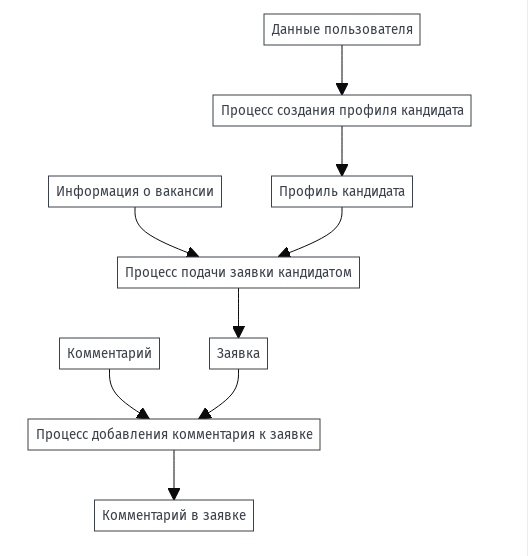 Данные пользователя
Процесс создания профиля кандидата
Информация о вакансии
Профиль кандидата
Процесс подачи заявки кандидатом
Комментарий
Заявка
Процесс добавления комментария к заявке
Комментарий в заявке